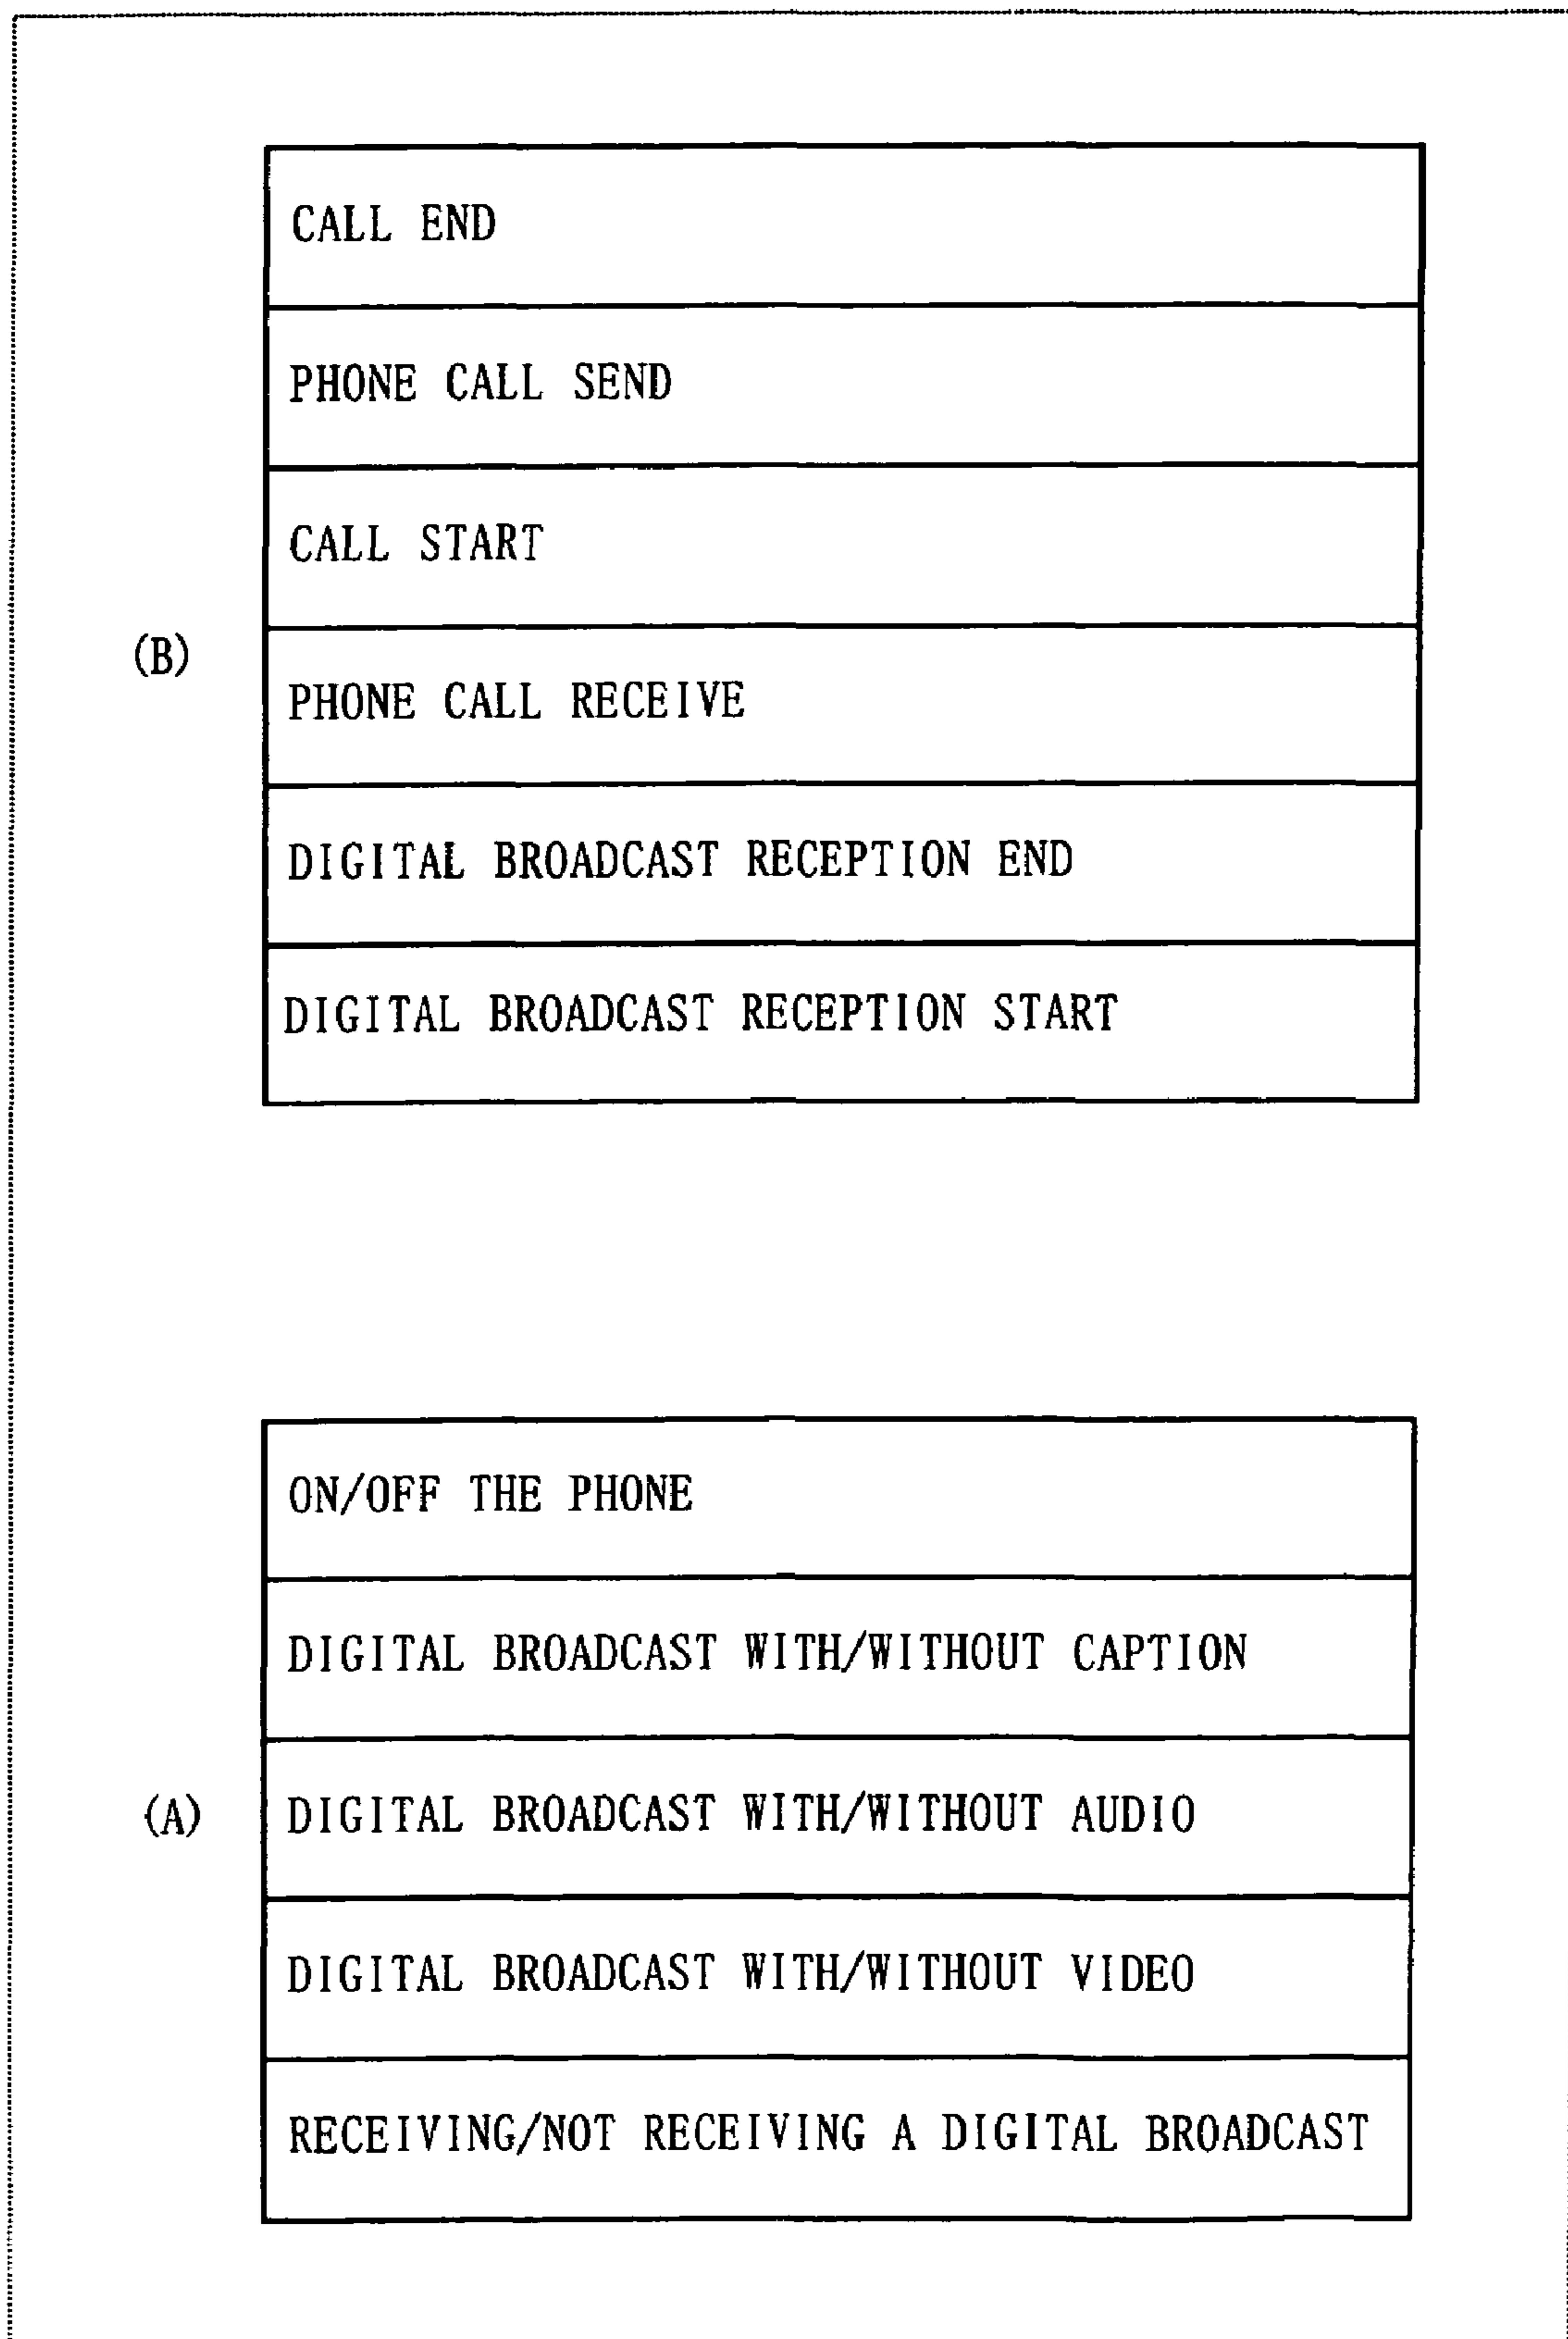 CALL END
PHONE CALL SEND
CALL START
(B)
PHONE CALL RECEIVE
DIGITAL BROADCAST RECEPTION END
DIGITAL BROADCAST RECEPTION START
ON/OFF THE PHONE
DIGITAL BROADCAST WITH/WITHOUT CAPTION
(A)
DIGITAL BROADCAST WITH/WITHOUT AUDIO
DIGITAL BROADCAST WITH/WITHOUT VIDEO
RECEIVING/NOT RECEIVING A DIGITAL BROADCAST